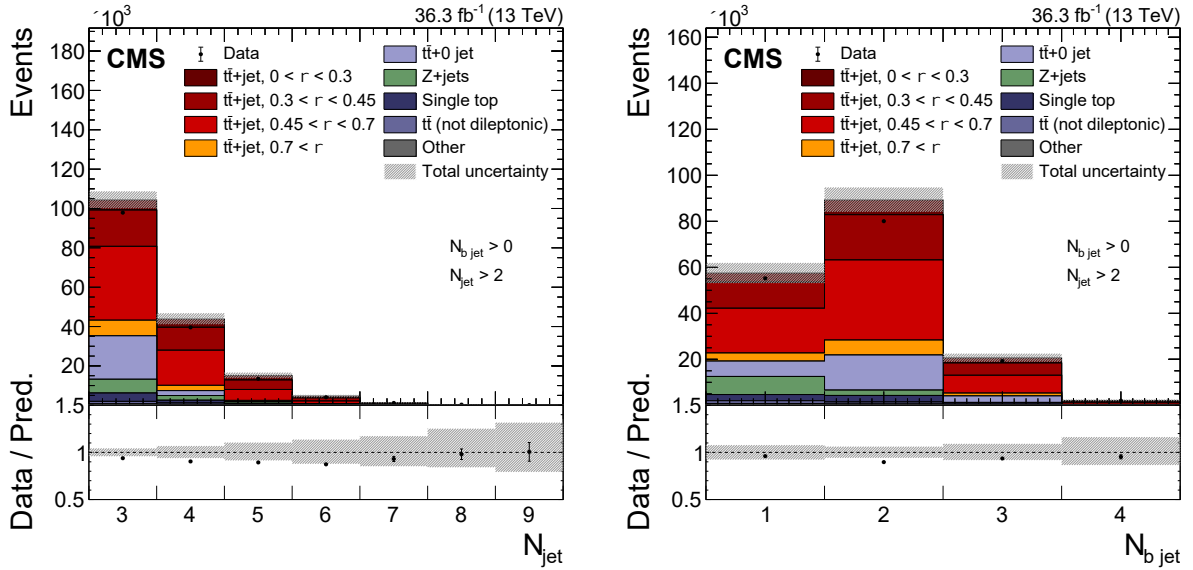 ×10³ 36.3 fb⁻¹ (13 TeV)
Events
180
160
140
120
100
80
60
40
20
CMS
Data
tt̄+jet, 0 < r < 0.3
tt̄+jet, 0.3 < r < 0.45
tt̄+jet, 0.45 < r < 0.7
tt̄+jet, 0.7 < r
tt̄+0 jet
Z+jets
Single top
tt̄ (not dileptonic)
Other
Total uncertainty
N_b jet > 0
N_jet > 2
Data / Pred.
1.5
1
0.5
3 4 5 6 7 8 9
N_jet
×10³ 36.3 fb⁻¹ (13 TeV)
Events
160
140
120
100
80
60
40
20
CMS
Data
tt̄+jet, 0 < r < 0.3
tt̄+jet, 0.3 < r < 0.45
tt̄+jet, 0.45 < r < 0.7
tt̄+jet, 0.7 < r
tt̄+0 jet
Z+jets
Single top
tt̄ (not dileptonic)
Other
Total uncertainty
N_b jet > 0
N_jet > 2
Data / Pred.
1.5
1
0.5
1 2 3 4
N_b jet